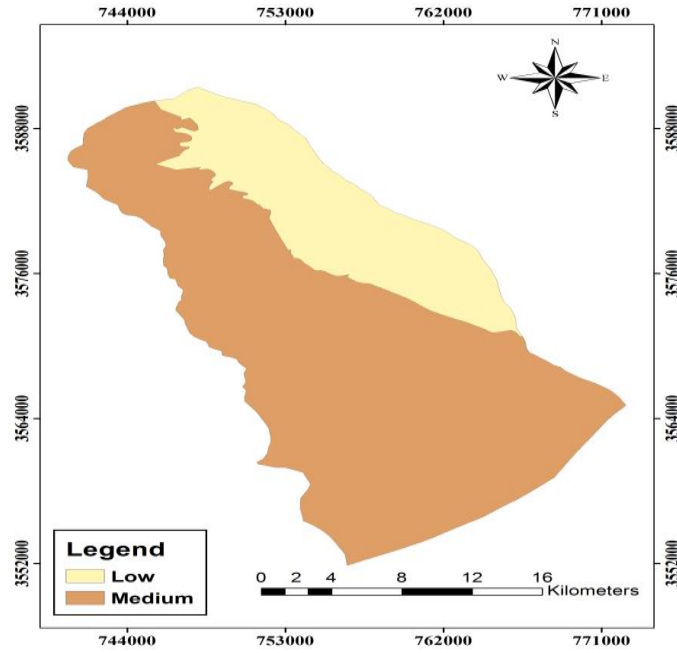 744000 753000 762000 771000
N
W E
S
3588000 3588000
3576000 3576000
3564000 3564000
3552000 3552000
Legend
Low
Medium
0 2 4 8 12 16
Kilometers
744000 753000 762000 771000